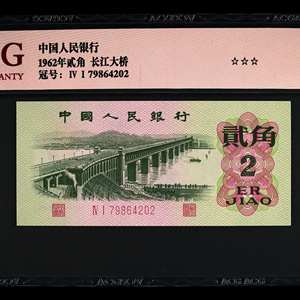 G
RANTY
中国人民银行
1962年贰角 长江大桥
冠号: IV I 79864202
☆☆☆
中国人民银行
贰角
2
ER
JIAO
IV I 79864202